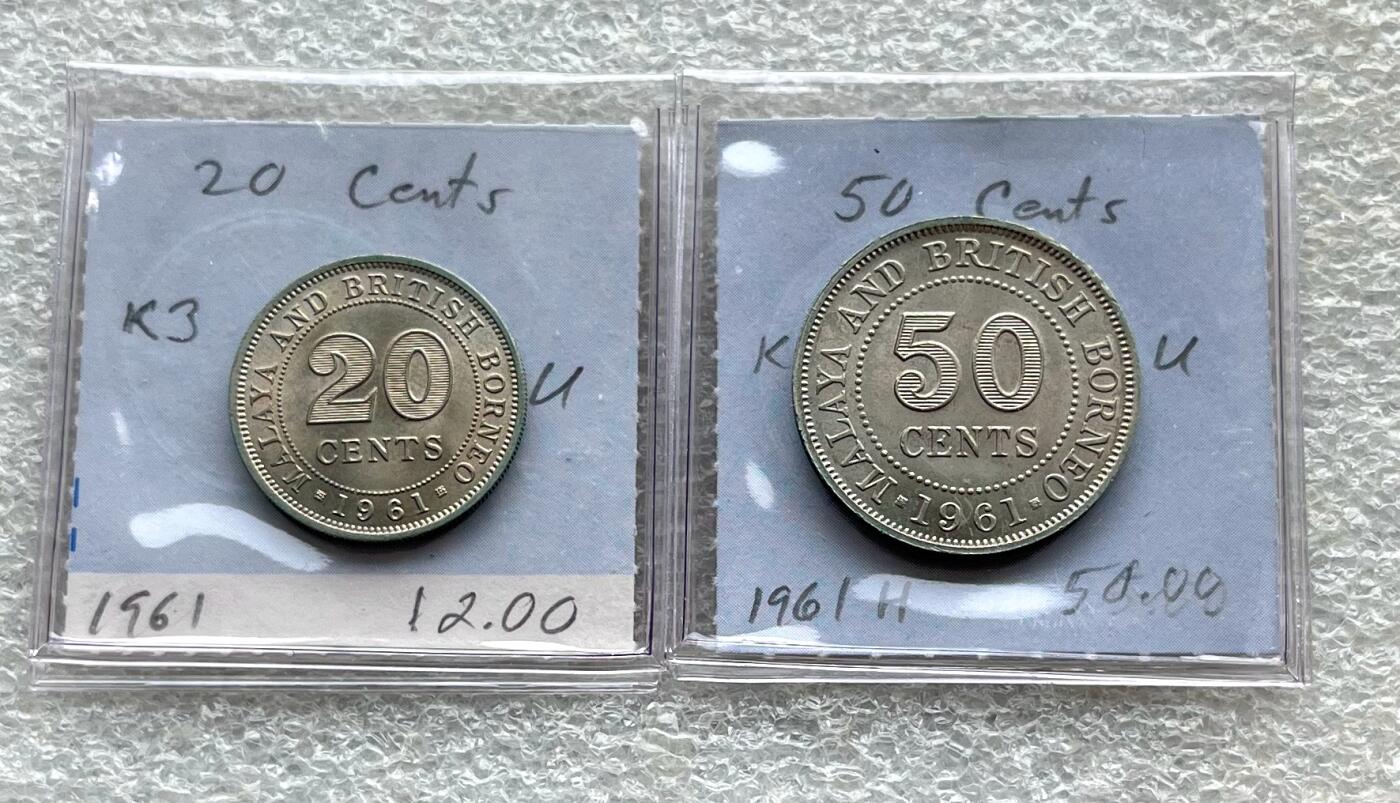 20 Cents
K3
U
MALAYA AND BRITISH BORNEO
20
CENTS
1961
1961 12.00
50 Cents
K
U
MALAYA AND BRITISH BORNEO
50
CENTS
1961
1961 H 50.00